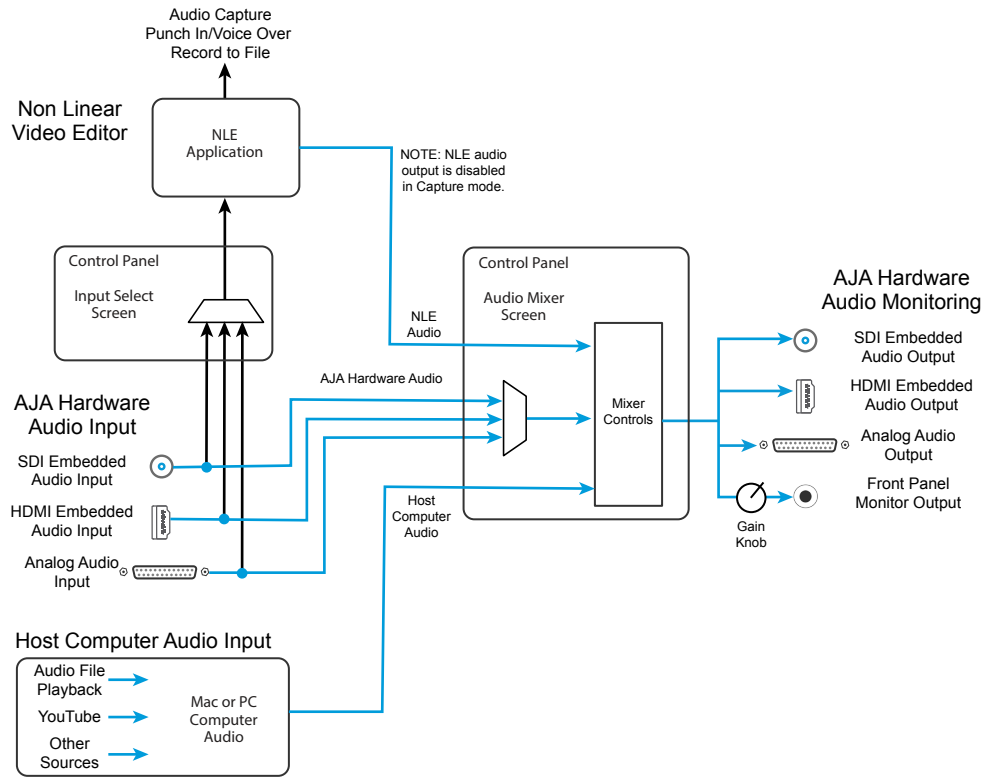 Audio Capture
Punch In/Voice Over
Record to File
Non Linear
Video Editor
NLE
Application
NOTE: NLE audio
output is disabled
in Capture mode.
Control Panel
Input Select
Screen
Control Panel
Audio Mixer
Screen
NLE
Audio
AJA Hardware Audio
Mixer
Controls
Host
Computer
Audio
AJA Hardware
Audio Monitoring
SDI Embedded
Audio Output
HDMI Embedded
Audio Output
Analog Audio
Output
Front Panel
Monitor Output
Gain
Knob
AJA Hardware
Audio Input
SDI Embedded
Audio Input
HDMI Embedded
Audio Input
Analog Audio
Input
Host Computer Audio Input
Audio File
Playback
YouTube
Other
Sources
Mac or PC
Computer
Audio